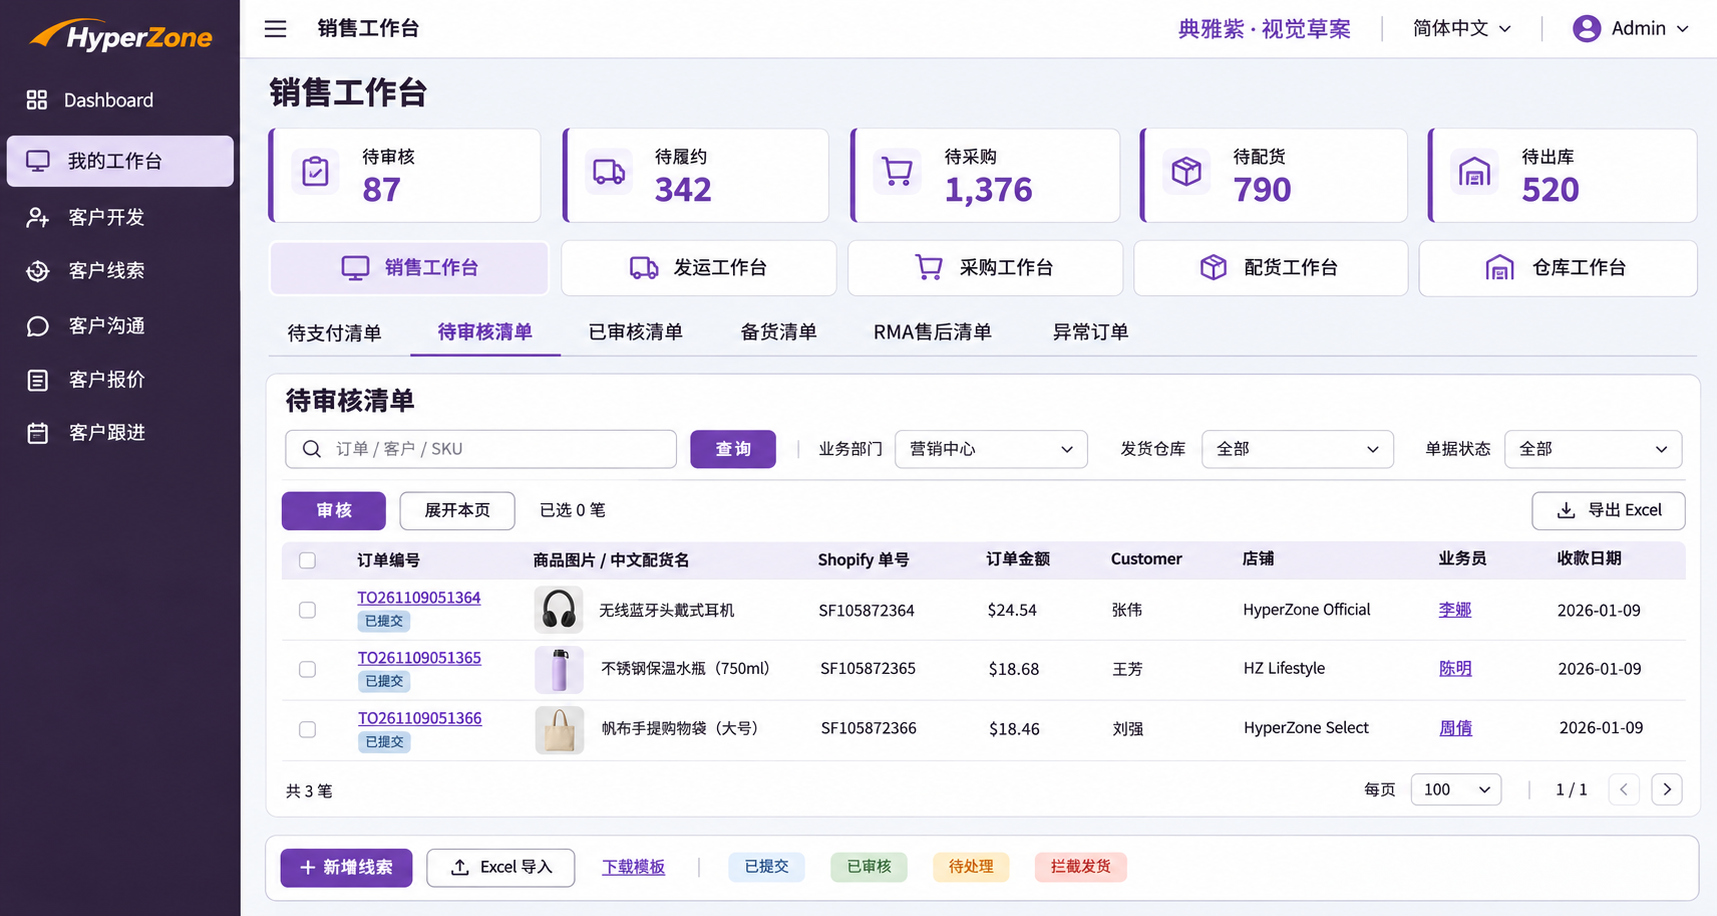 HyperZone
销售工作台
典雅紫 · 视觉草案
简体中文
Admin
Dashboard
我的工作台
客户开发
客户线索
客户沟通
客户报价
客户跟进
销售工作台
待审核
87
待履约
342
待采购
1,376
待配货
790
待出库
520
销售工作台
发运工作台
采购工作台
配货工作台
仓库工作台
待支付清单
待审核清单
已审核清单
备货清单
RMA售后清单
异常订单
待审核清单
订单 / 客户 / SKU
查询
业务部门
营销中心
发货仓库
全部
单据状态
全部
审核
展开本页
已选 0 笔
导出 Excel
订单编号 商品图片 / 中文配货名 Shopify 单号 订单金额 Customer 店铺 业务员 收款日期
TO261109051364 已提交 无线蓝牙头戴式耳机 SF105872364 $24.54 张伟 HyperZone Official 李娜 2026-01-09
TO261109051365 已提交 不锈钢保温水瓶（750ml） SF105872365 $18.68 王芳 HZ Lifestyle 陈明 2026-01-09
TO261109051366 已提交 帆布手提购物袋（大号） SF105872366 $18.46 刘强 HyperZone Select 周倩 2026-01-09
共 3 笔
每页
100
1 / 1
+ 新增线索
Excel 导入
下载模板
已提交
已审核
待处理
拦截发货